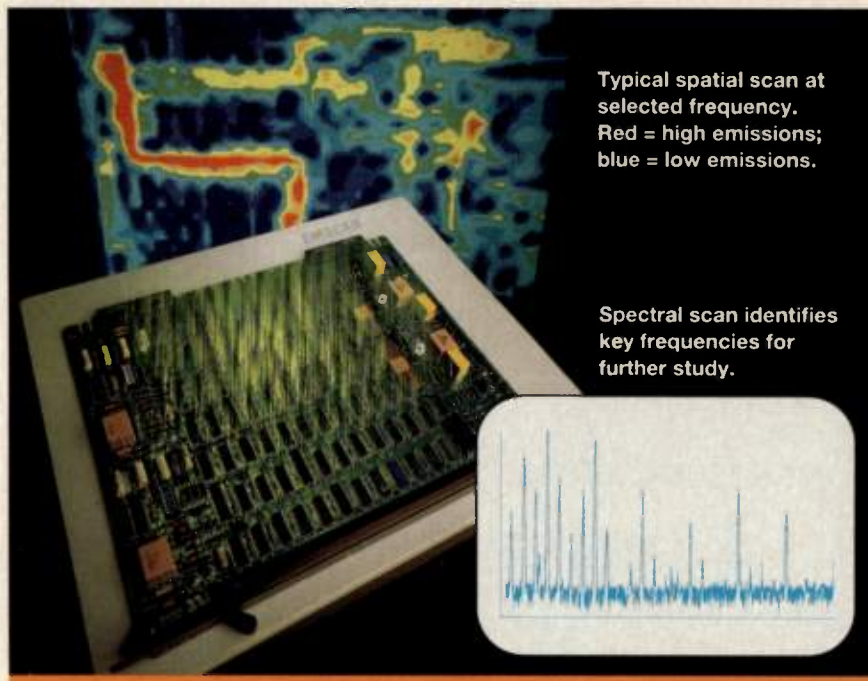 Typical spatial scan at
selected frequency.
Red = high emissions;
blue = low emissions.
EMSCAN
Spectral scan identifies
key frequencies for
further study.